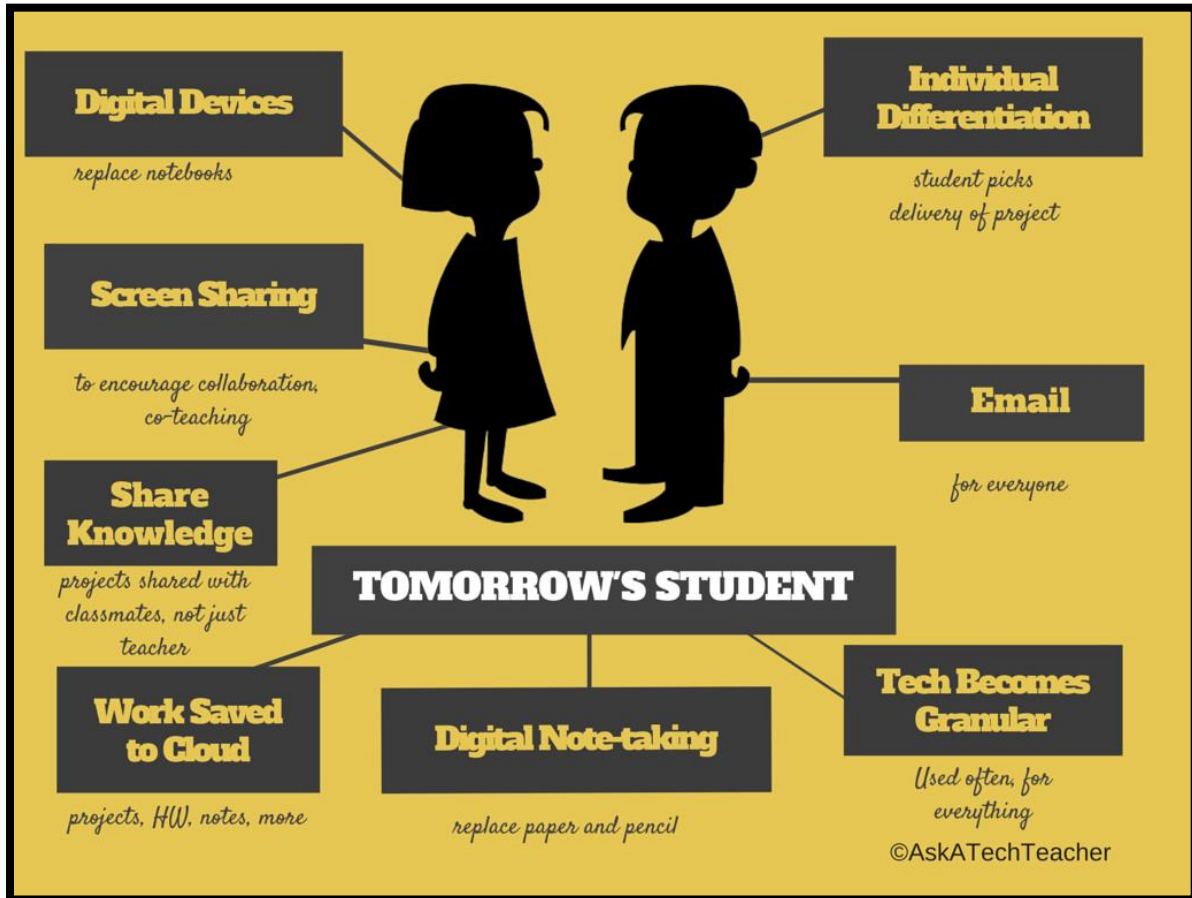 Digital Devices
replace notebooks
Individual
Differentiation
student picks
delivery of project
Screen Sharing
to encourage collaboration,
co-teaching
Email
for everyone
Share
Knowledge
projects shared with
classmates, not just
teacher
TOMORROW'S STUDENT
Work Saved
to Cloud
projects, HW, notes, more
Digital Note-taking
replace paper and pencil
Tech Becomes
Granular
Used often, for
everything
©AskATechTeacher